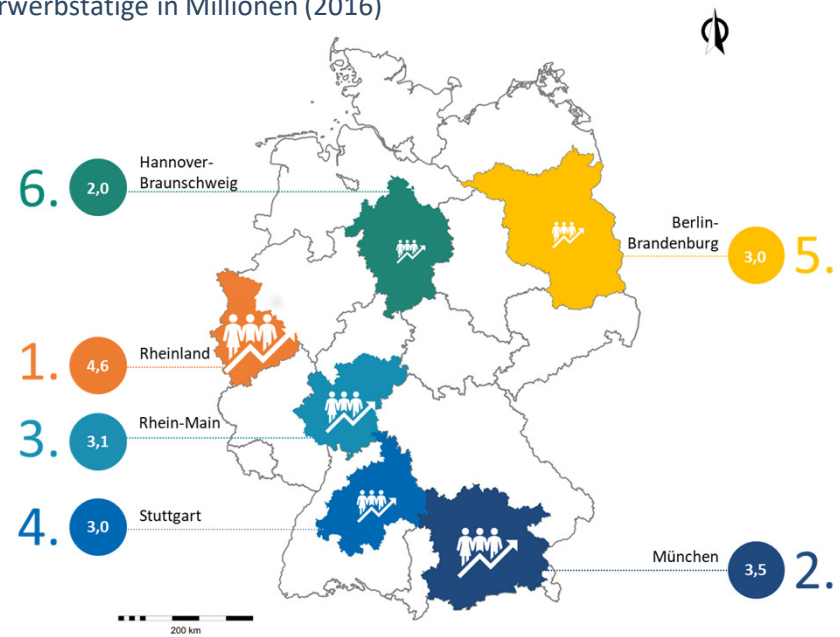 rwerbstätige in Millionen (2016)
Hannover-
Braunschweig
6. 2,0
Berlin-
Brandenburg
3,0 5.
1. 4,6 Rheinland
3. 3,1 Rhein-Main
4. 3,0 Stuttgart
München
3,5 2.
200 km